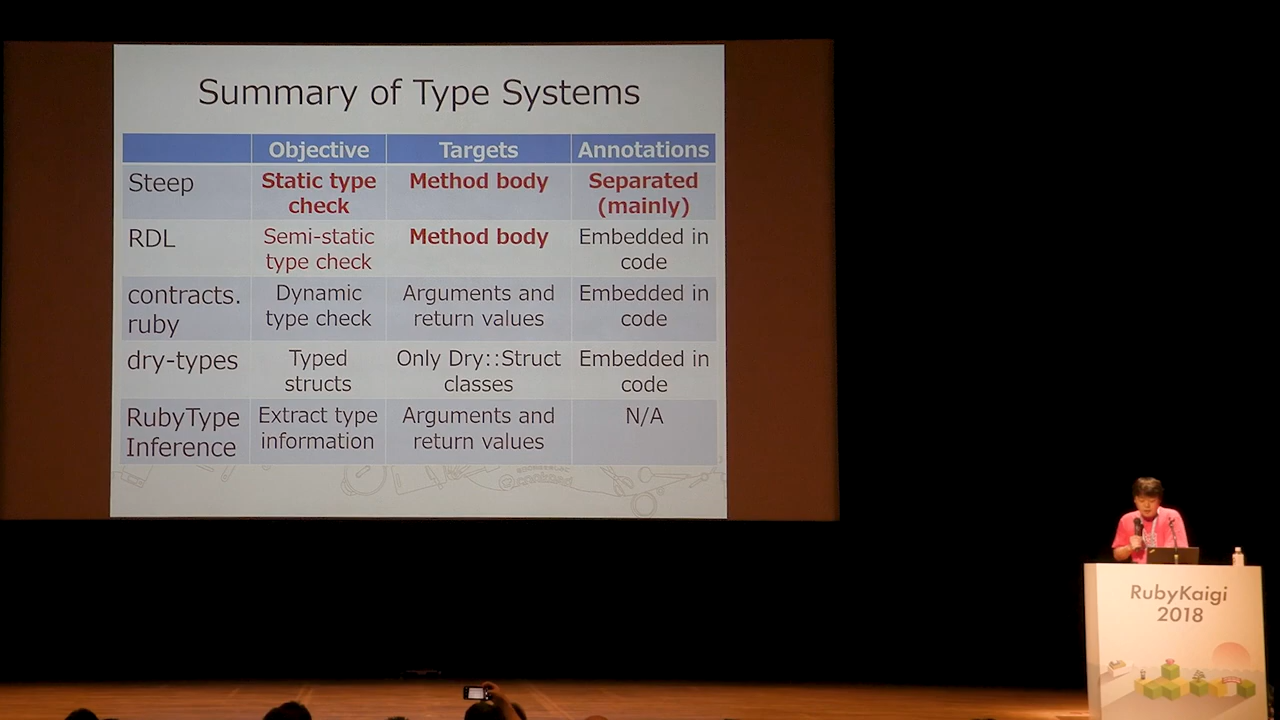 Summary of Type Systems
Objective Targets Annotations
Steep Static type check Method body Separated (mainly)
RDL Semi-static type check Method body Embedded in code
contracts.ruby Dynamic type check Arguments and return values Embedded in code
dry-types Typed structs Only Dry::Struct classes Embedded in code
RubyType Inference Extract type information Arguments and return values N/A
RubyKaigi
2018